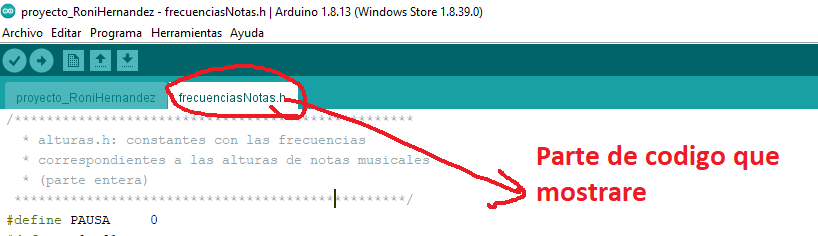 proyecto_RoniHernandez - frecuenciasNotas.h | Arduino 1.8.13 (Windows Store 1.8.39.0)
Archivo Editar Programa Herramientas Ayuda
proyecto_RoniHernandez frecuenciasNotas.h
/**************************************************
* alturas.h: constantes con las frecuencias
* correspondientes a las alturas de notas musicales
* (parte entera)
*************************************************/
#define PAUSA 0
Parte de codigo que
mostrare